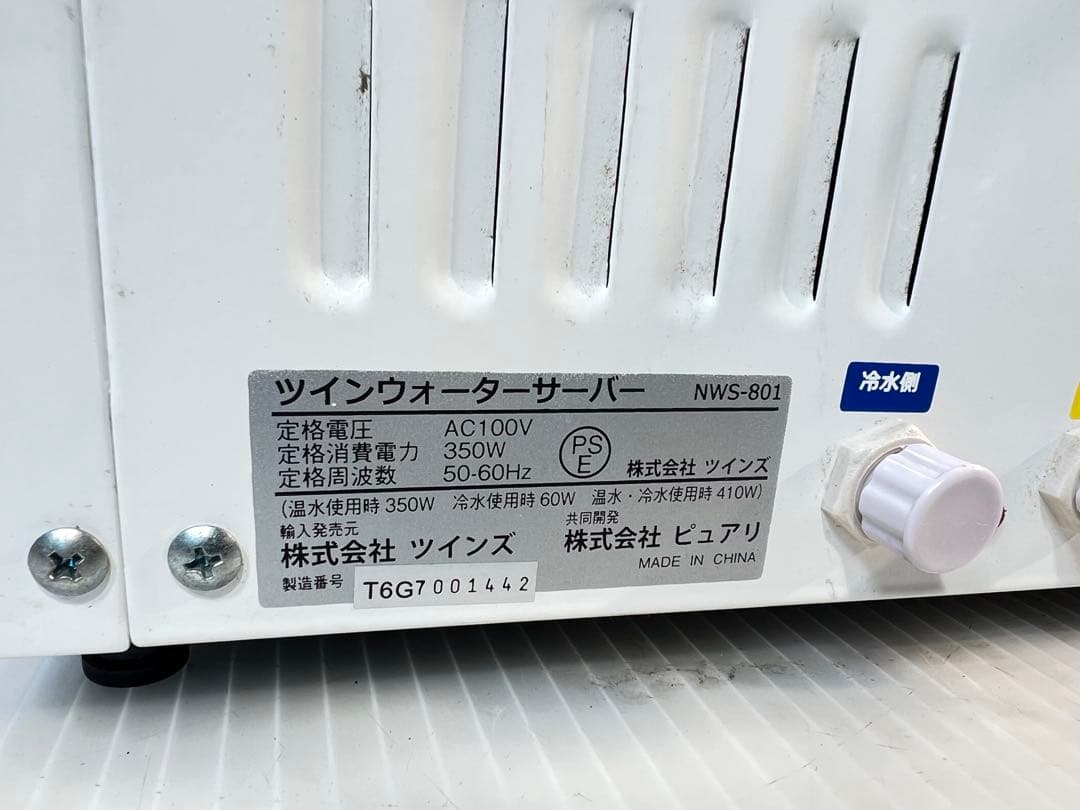 ツインウォーターサーバー NWS-801
定格電圧 AC100V
定格消費電力 350W
定格周波数 50-60Hz
PS
E
株式会社 ツインズ
(温水使用時 350W 冷水使用時 60W 温水・冷水使用時 410W)
輸入発売元
株式会社 ツインズ
共同開発
株式会社 ピュアリ
MADE IN CHINA
製造番号 T6G7001442
冷水側